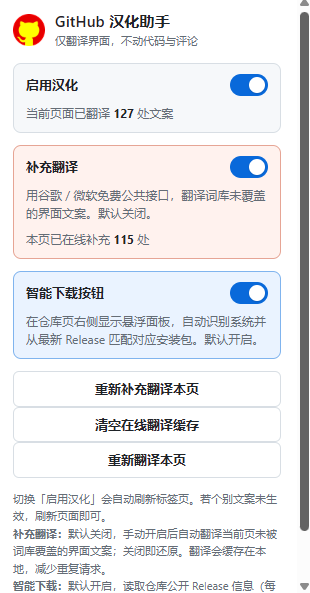 GitHub 汉化助手
仅翻译界面，不动代码与评论
启用汉化
当前页面已翻译 127 处文案
补充翻译
用谷歌 / 微软免费公共接口，翻译词库未覆盖
的界面文案。默认关闭。
本页已在线补充 115 处
智能下载按钮
在仓库页右侧显示悬浮面板，自动识别系统并
从最新 Release 匹配对应安装包。默认开启。
重新补充翻译本页
清空在线翻译缓存
重新翻译本页
切换「启用汉化」会自动刷新标签页。若个别文案未生
效，刷新页面即可。
补充翻译：默认关闭，手动开启后自动翻译当前页未被
词库覆盖的界面文案；关闭即还原。翻译会缓存在本
地，减少重复请求。
智能下载：默认开启，读取仓库公开 Release 信息（每